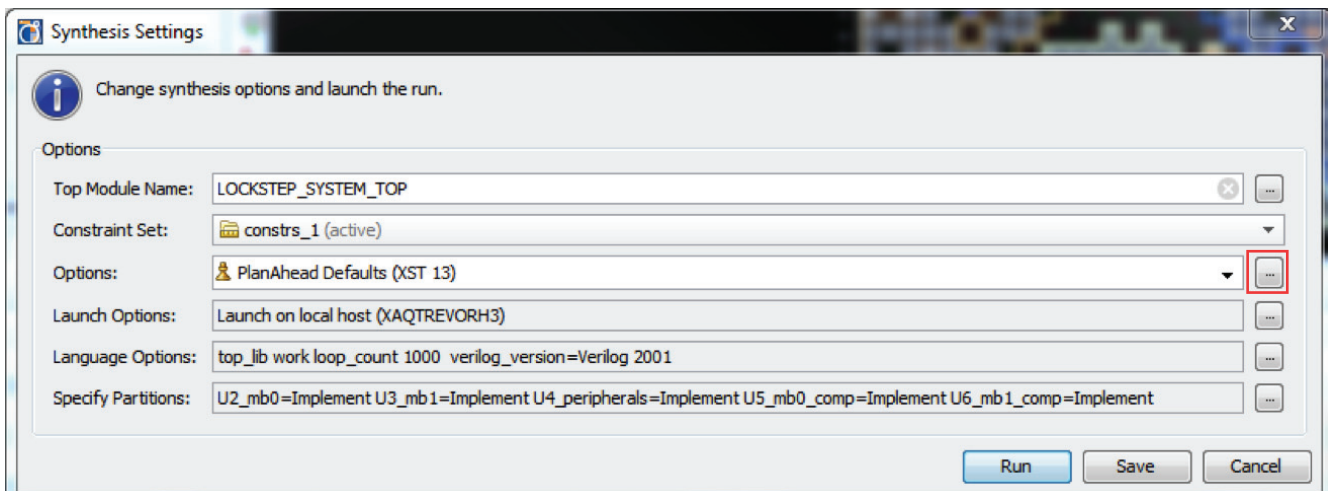 Synthesis Settings
X
Change synthesis options and launch the run.
Options
Top Module Name: LOCKSTEP_SYSTEM_TOP ...
Constraint Set: constrs_1 (active)
Options: PlanAhead Defaults (XST 13) ...
Launch Options: Launch on local host (XAQTREVORH3) ...
Language Options: top_lib work loop_count 1000 verilog_version=Verilog 2001 ...
Specify Partitions: U2_mb0=Implement U3_mb1=Implement U4_peripherals=Implement U5_mb0_comp=Implement U6_mb1_comp=Implement ...
Run Save Cancel